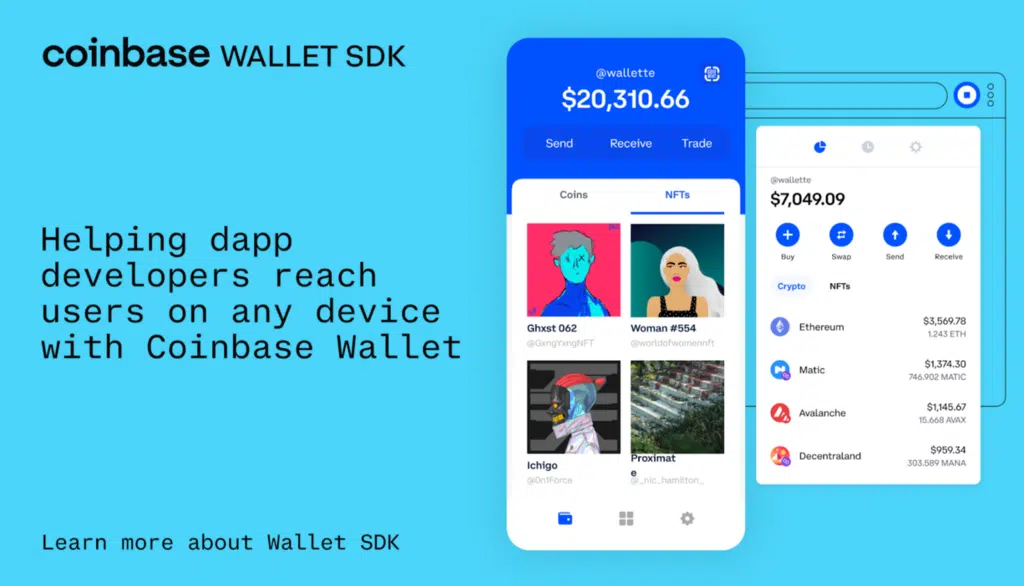 coinbase WALLET SDK
Helping dapp
developers reach
users on any device
with Coinbase Wallet
Learn more about Wallet SDK
@wallette
$20,310.66
Send Receive Trade
Coins NFTs
Ghxst 062 Woman #554
@GxngYxngNFT @worldofwomennft
Ichigo Proximat
e
@0n1Force @_nic_hamilton_
@wallette
$7,049.09
Buy Swap Send Receive
Crypto NFTs
Ethereum $3,569.78
1.243 ETH
Matic $1,374.30
746.902 MATIC
Avalanche $1,145.67
15.668 AVAX
Decentraland $959.34
303.589 MANA